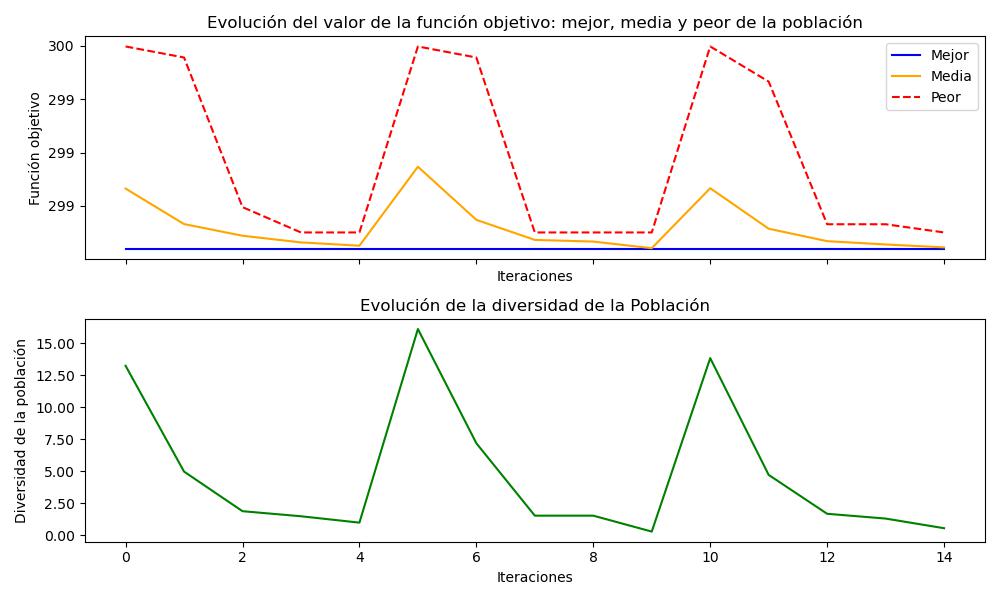 Evolución del valor de la función objetivo: mejor, media y peor de la población
Función objetivo
300
299
299
299
Mejor
Media
Peor
Iteraciones
Evolución de la diversidad de la Población
Diversidad de la población
15.00
12.50
10.00
7.50
5.00
2.50
0.00
0 2 4 6 8 10 12 14
Iteraciones